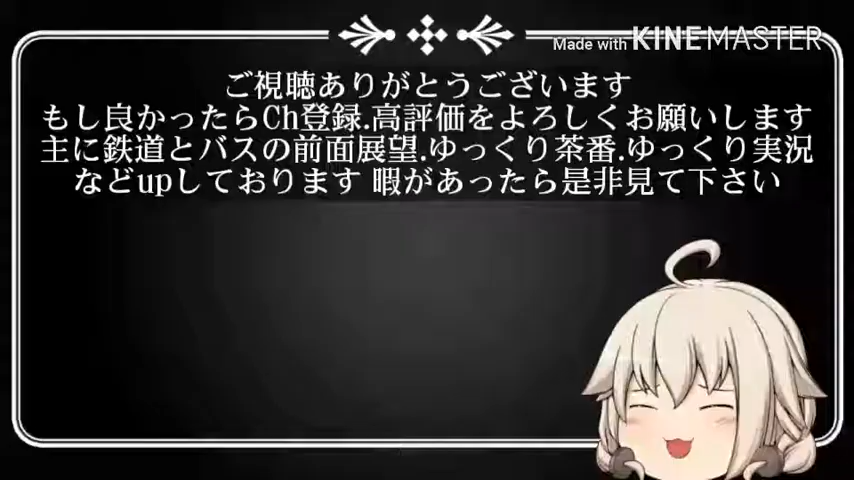 Made with KINEMASTER
ご視聴ありがとうございます
もし良かったらCh登録.高評価をよろしくお願いします
主に鉄道とバスの前面展望.ゆっくり茶番.ゆっくり実況
などupしております 暇があったら是非見て下さい